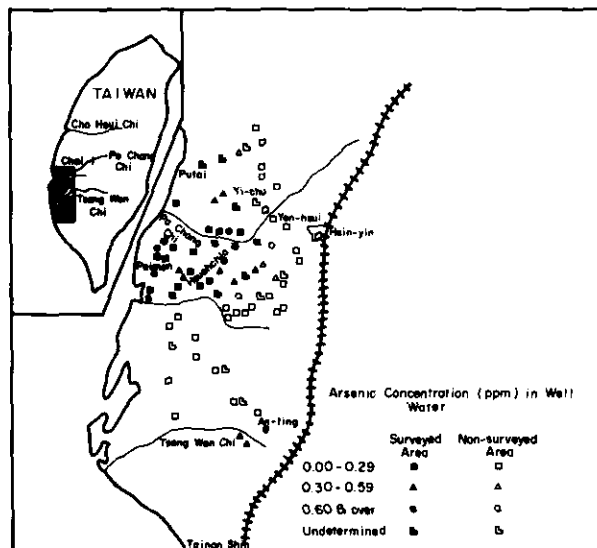 TAIWAN
Cho Hsui Chi
Chai
Pa Chang
Chi
Tsang Wen
Chi
Putai
Yi-chu
Yen-hsui
Hsin-yin
Pa Chang
Chi
Peimen
Hsuehchia
An-ting
Tseng Wen Chi
Tainan Shih
Arsenic Concentration (ppm) in Well
Water
Surveyed
Area
Non-surveyed
Area
0.00-0.29
0.30-0.59
0.60 & over
Undetermined